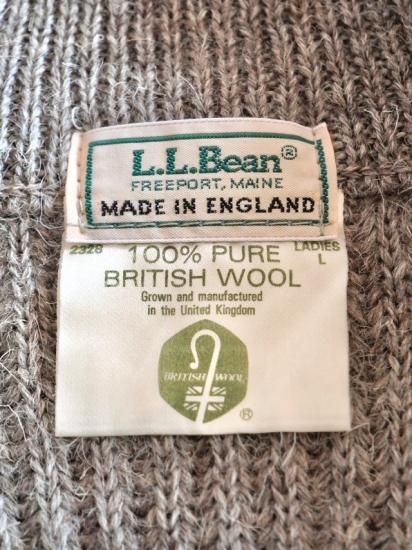 L.L.Bean®
FREEPORT, MAINE
MADE IN ENGLAND
2328 100% PURE LADIES
BRITISH WOOL L
Grown and manufactured
in the United Kingdom
BRITISH WOOL
®